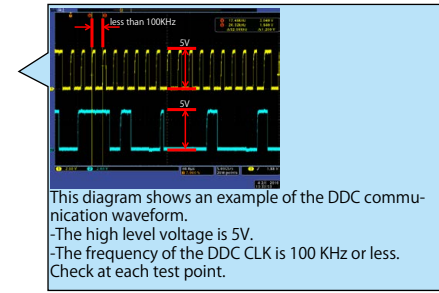 less than 100KHz
5V
5V
This diagram shows an example of the DDC commu-
nication waveform.
-The high level voltage is 5V.
-The frequency of the DDC CLK is 100 KHz or less.
Check at each test point.